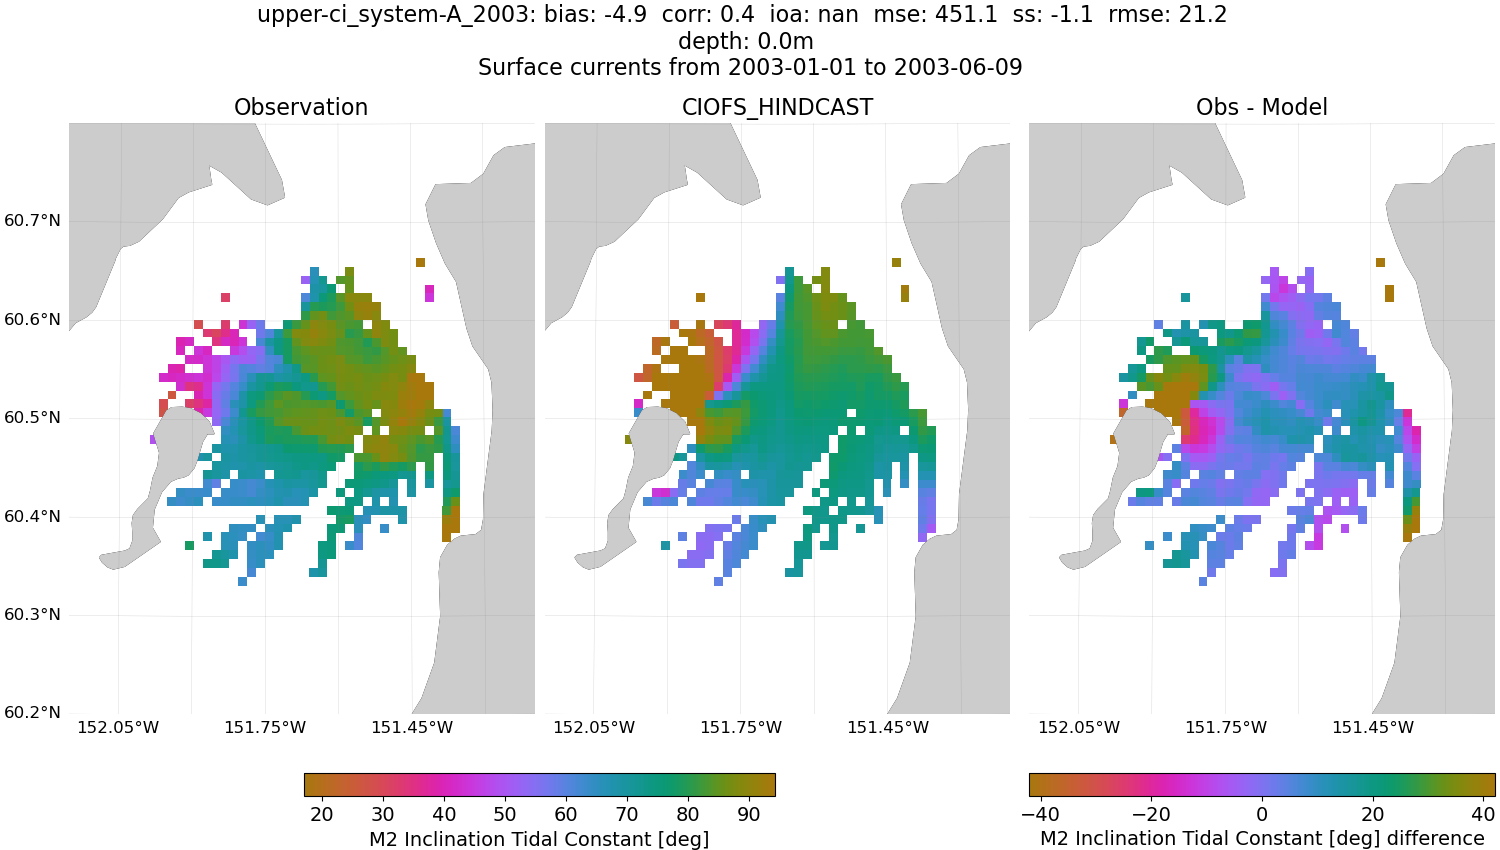 upper-ci_system-A_2003: bias: -4.9  corr: 0.4  ioa: nan  mse: 451.1  ss: -1.1  rmse: 21.2
depth: 0.0m
Surface currents from 2003-01-01 to 2003-06-09
Observation
CIOFS_HINDCAST
Obs - Model
60.7°N
60.6°N
60.5°N
60.4°N
60.3°N
60.2°N
152.05°W 151.75°W 151.45°W
152.05°W 151.75°W 151.45°W
152.05°W 151.75°W 151.45°W
20 30 40 50 60 70 80 90
M2 Inclination Tidal Constant [deg]
−40 −20 0 20 40
M2 Inclination Tidal Constant [deg] difference